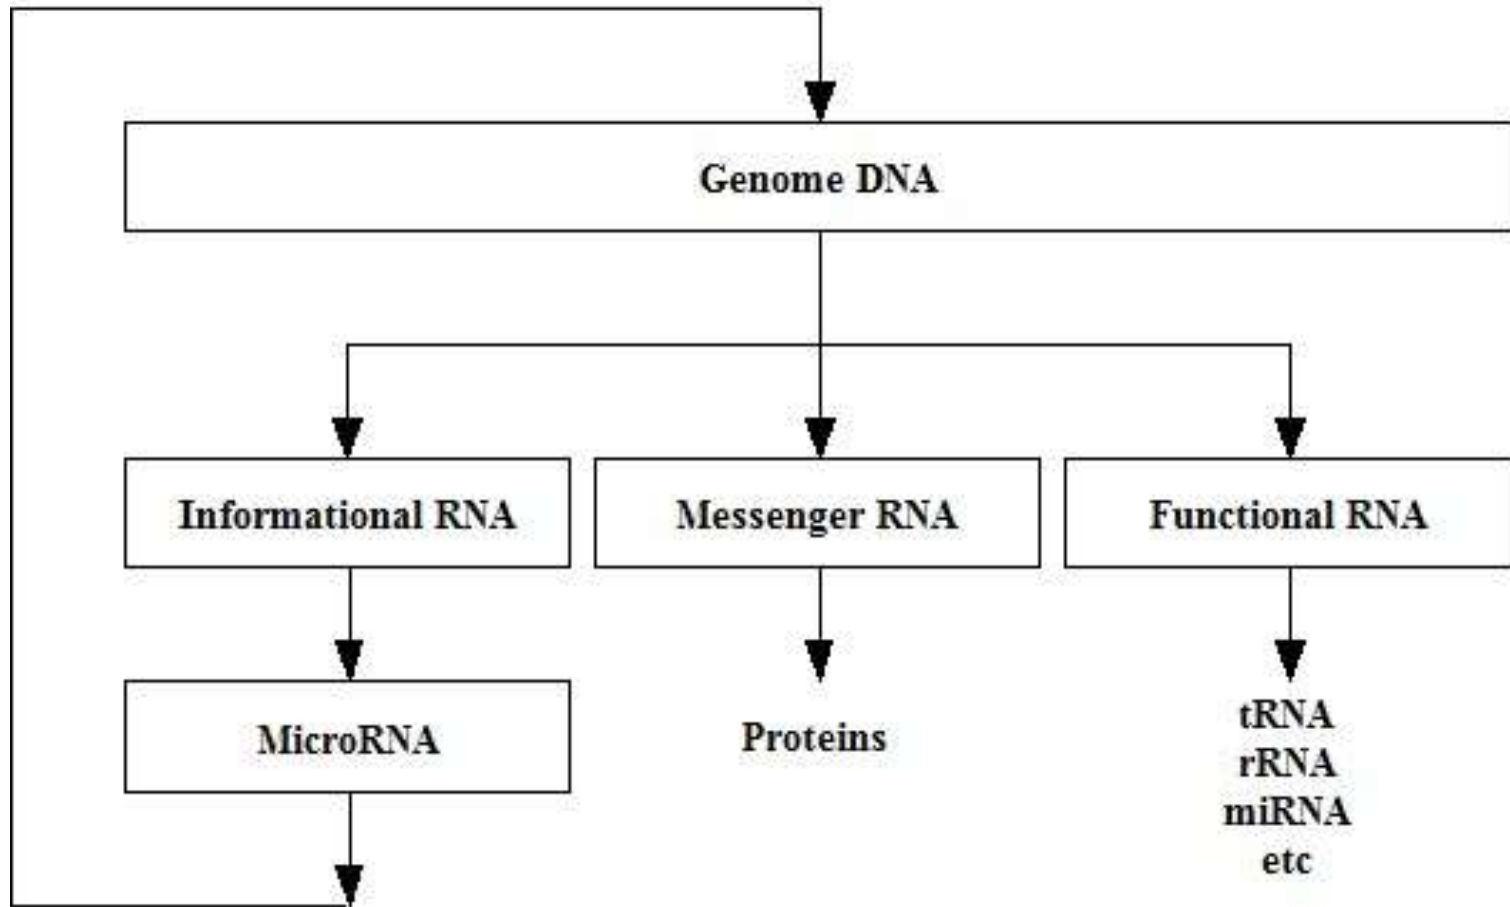 Genome DNA
Informational RNA
Messenger RNA
Functional RNA
MicroRNA
Proteins
tRNA
rRNA
miRNA
etc